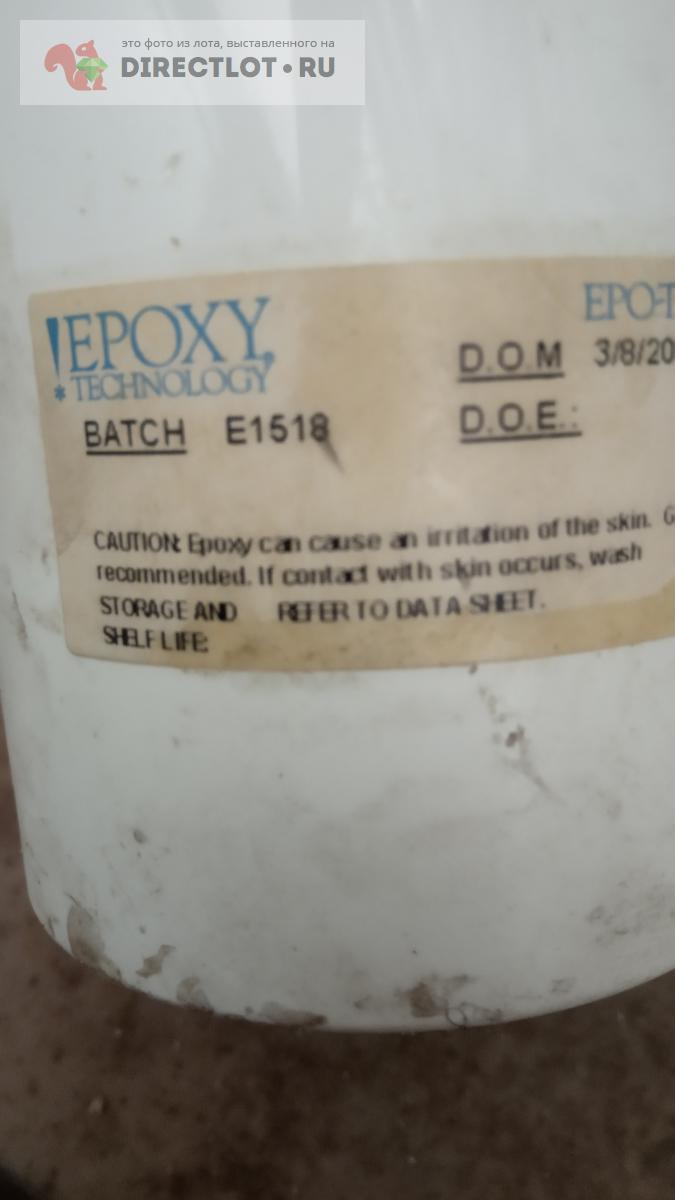 это фото из лота, выставленного на
DIRECTLOT•RU
EPOXY
TECHNOLOGY
EPO-T
D.O.M 3/8/20
BATCH E1518
D.O.E.:
CAUTION: Epoxy can cause an irritation of the skin. G
recommended. If contact with skin occurs, wash
STORAGE AND REFER TO DATA SHEET.
SHELF LIFE: